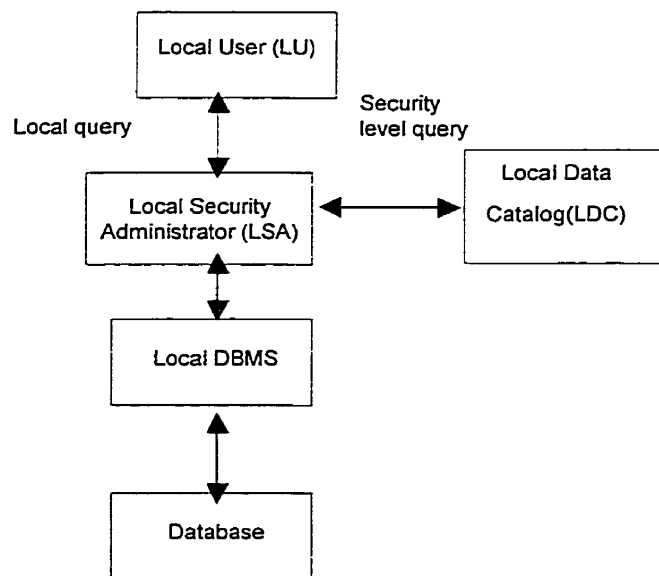 Local User (LU)
Local query
Security
level query
Local Security
Administrator (LSA)
Local Data
Catalog(LDC)
Local DBMS
Database